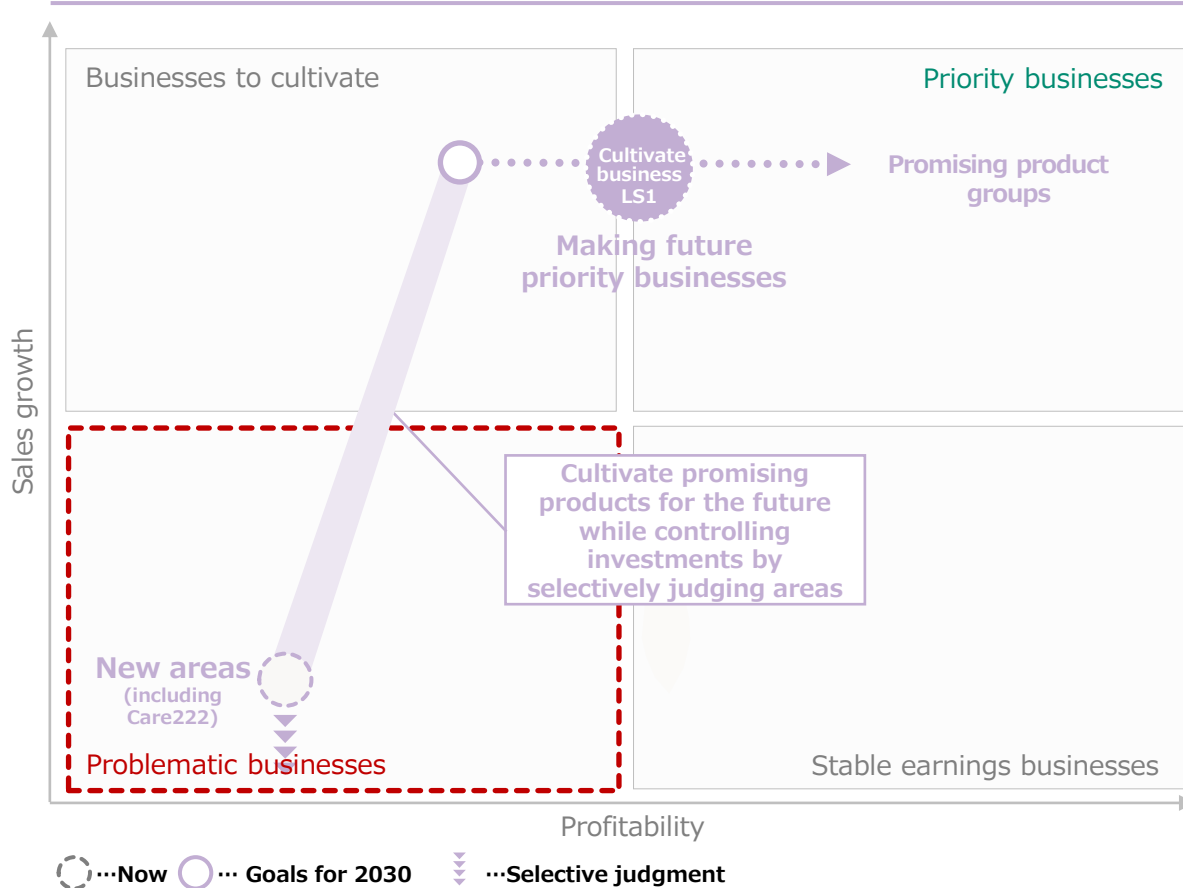 Businesses to cultivate
Priority businesses
Cultivate
business
LS1
Promising product
groups
Making future
priority businesses
Sales growth
Cultivate promising
products for the future
while controlling
investments by
selectively judging areas
New areas
(including
Care222)
Problematic businesses
Stable earnings businesses
Profitability
…Now … Goals for 2030 …Selective judgment